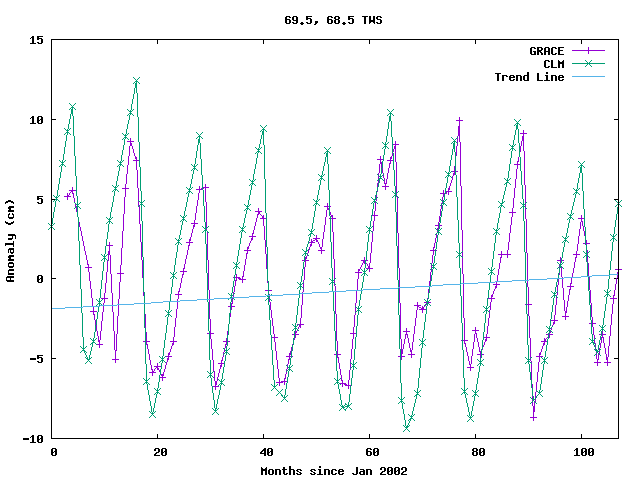 69.5, 68.5 TWS
GRACE
CLM
Trend Line
15
10
5
0
-5
-10
Anomaly (cm)
0 20 40 60 80 100
Months since Jan 2002